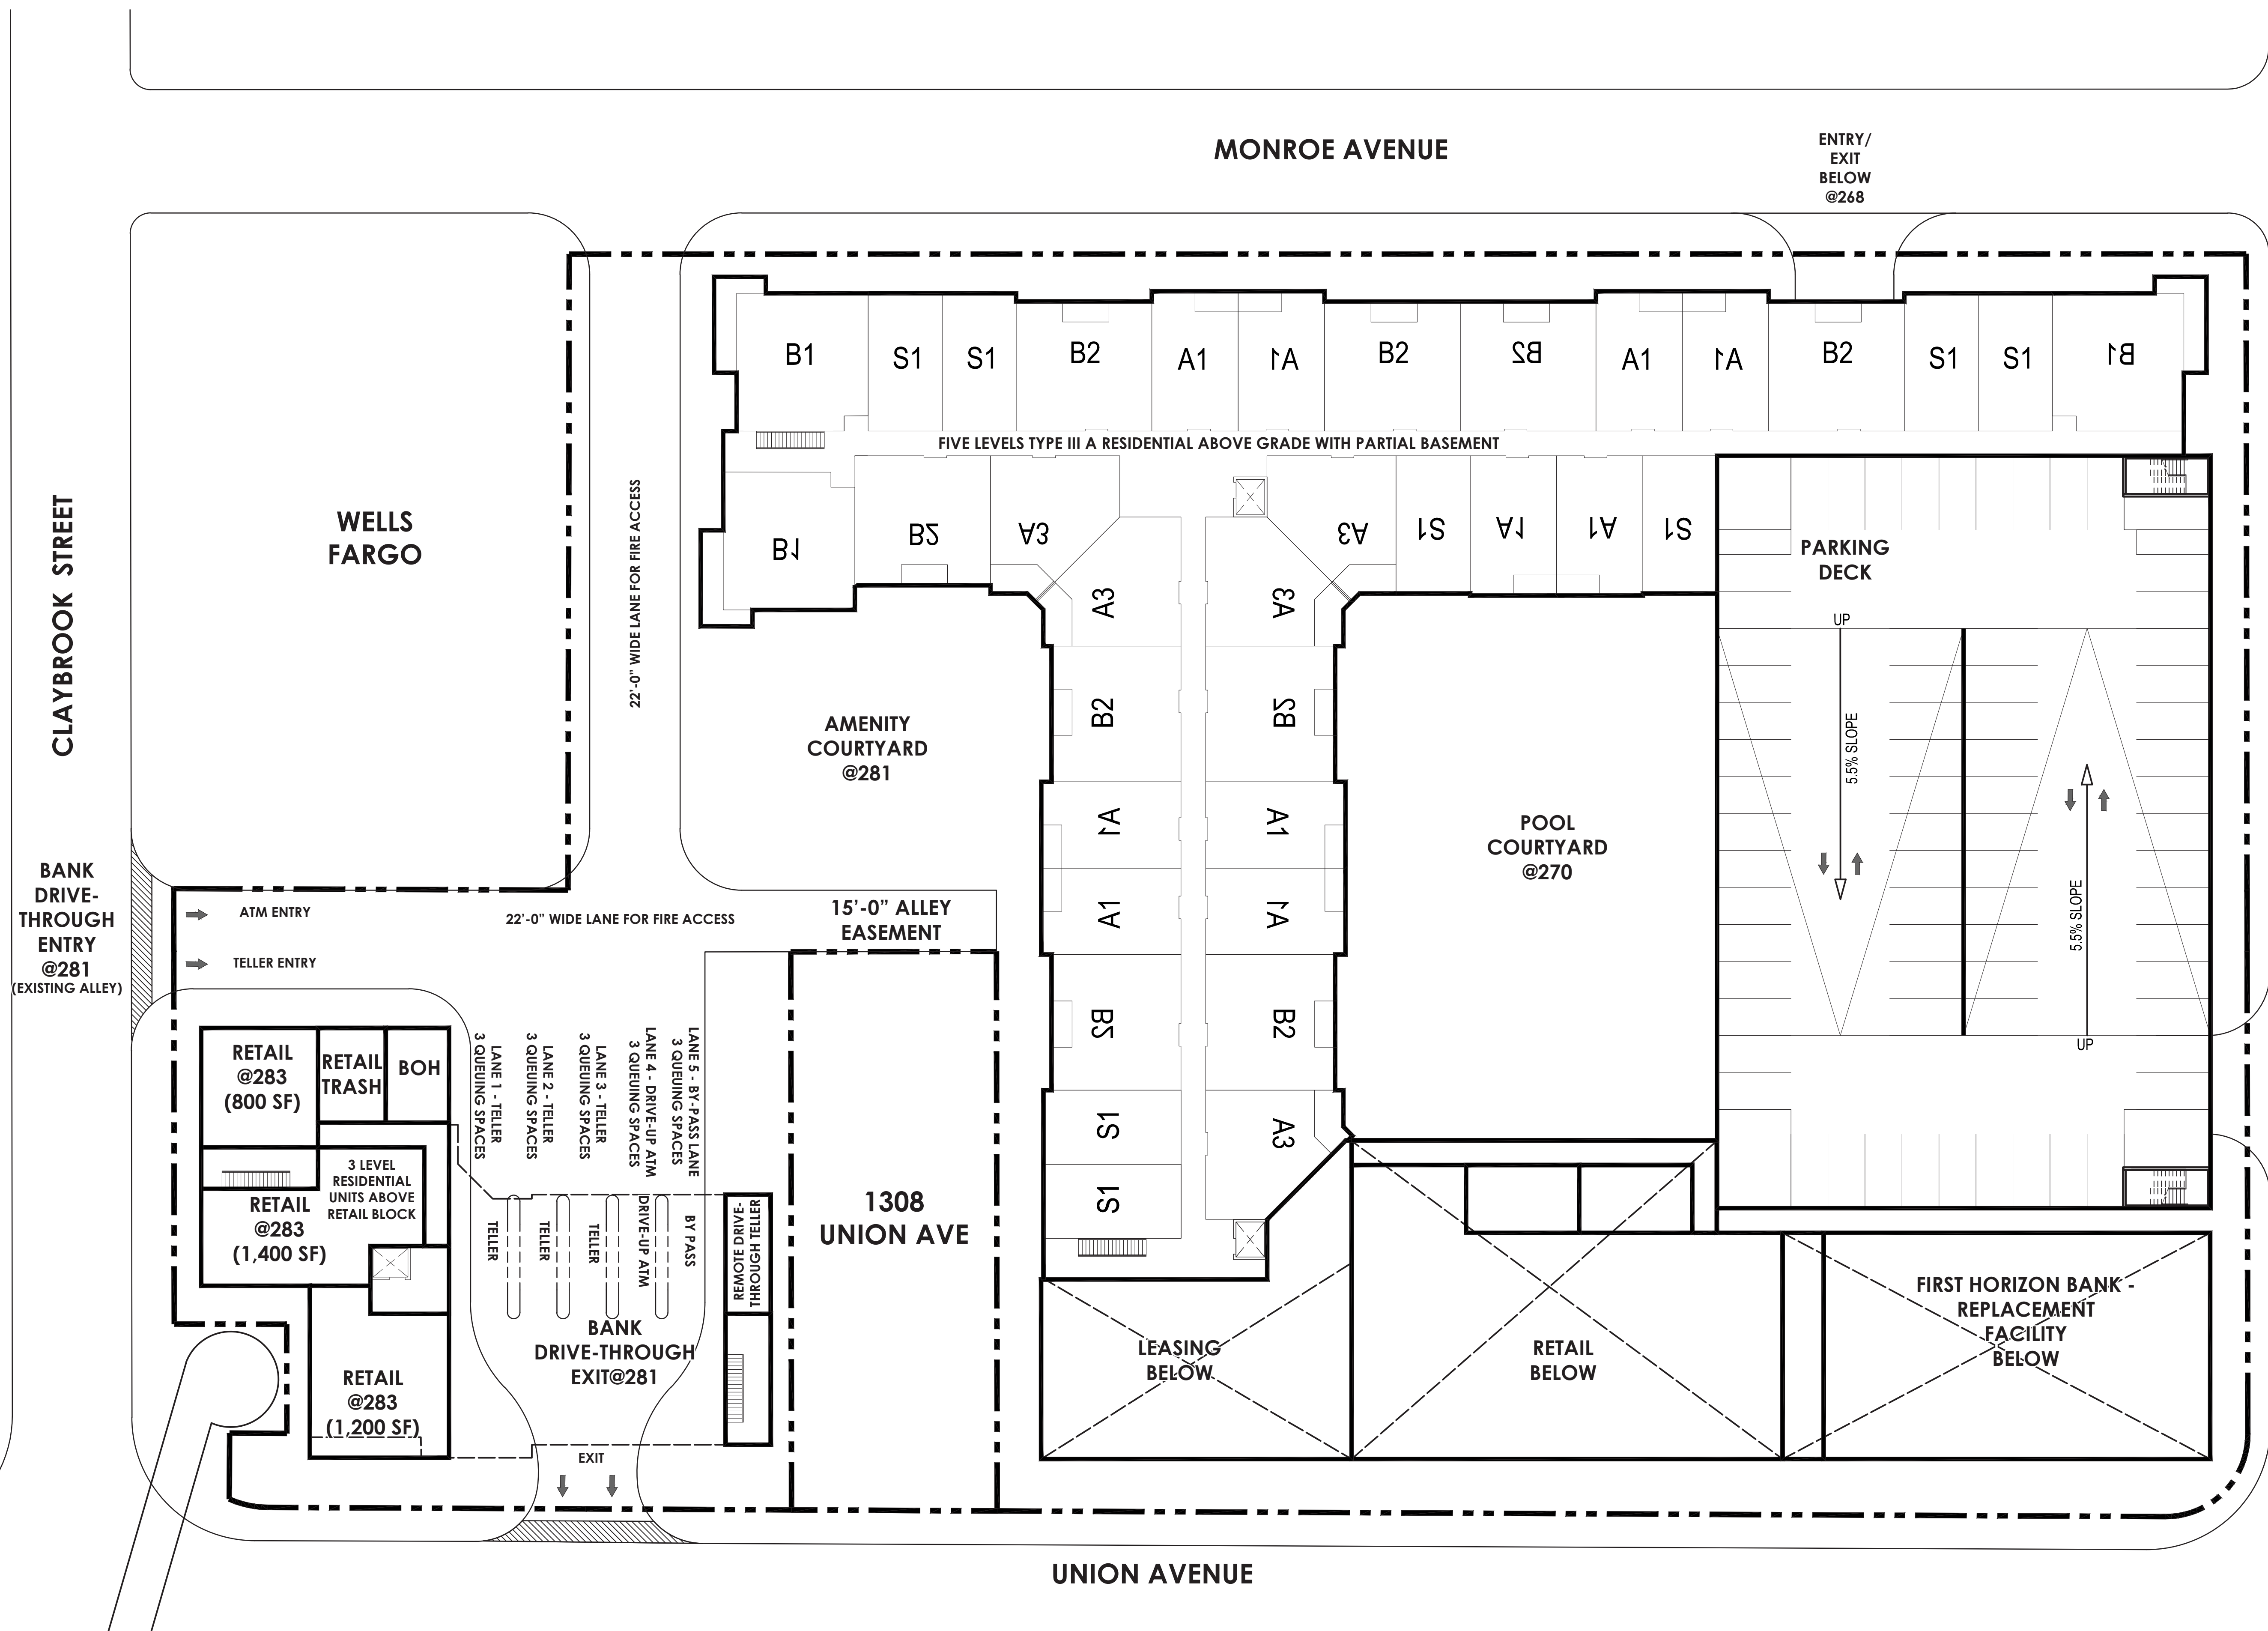 MONROE AVENUE
ENTRY/
EXIT
BELOW
@268
B1
S1
S1
B2
A1
A1
B2
B2
A1
A1
B2
S1
S1
B1
FIVE LEVELS TYPE III A RESIDENTIAL ABOVE GRADE WITH PARTIAL BASEMENT
CLAYBROOK STREET
WELLS
FARGO
22'-0" WIDE LANE FOR FIRE ACCESS
B1
B2
A3
A3
S1
A1
A1
S1
A3
A3
B2
B2
A1
A1
A1
A1
B2
B2
S1
A3
S1
PARKING
DECK
UP
5.5% SLOPE
5.5% SLOPE
UP
AMENITY
COURTYARD
@281
POOL
COURTYARD
@270
BANK
DRIVE-
THROUGH
ENTRY
@281
(EXISTING ALLEY)
ATM ENTRY
TELLER ENTRY
22'-0" WIDE LANE FOR FIRE ACCESS
15'-0" ALLEY
EASEMENT
RETAIL
@283
(800 SF)
RETAIL
TRASH
BOH
3 LEVEL
RESIDENTIAL
UNITS ABOVE
RETAIL BLOCK
RETAIL
@283
(1,400 SF)
RETAIL
@283
(1,200 SF)
LANE 1 - TELLER
3 QUEUING SPACES
LANE 2 - TELLER
3 QUEUING SPACES
LANE 3 - TELLER
3 QUEUING SPACES
LANE 4 - DRIVE-UP ATM
3 QUEUING SPACES
LANE 5 - BY-PASS LANE
3 QUEUING SPACES
TELLER
TELLER
TELLER
DRIVE-UP ATM
BY PASS
REMOTE DRIVE-
THROUGH TELLER
BANK
DRIVE-THROUGH
EXIT@281
EXIT
1308
UNION AVE
LEASING
BELOW
RETAIL
BELOW
FIRST HORIZON BANK -
REPLACEMENT
FACILITY
BELOW
UNION AVENUE